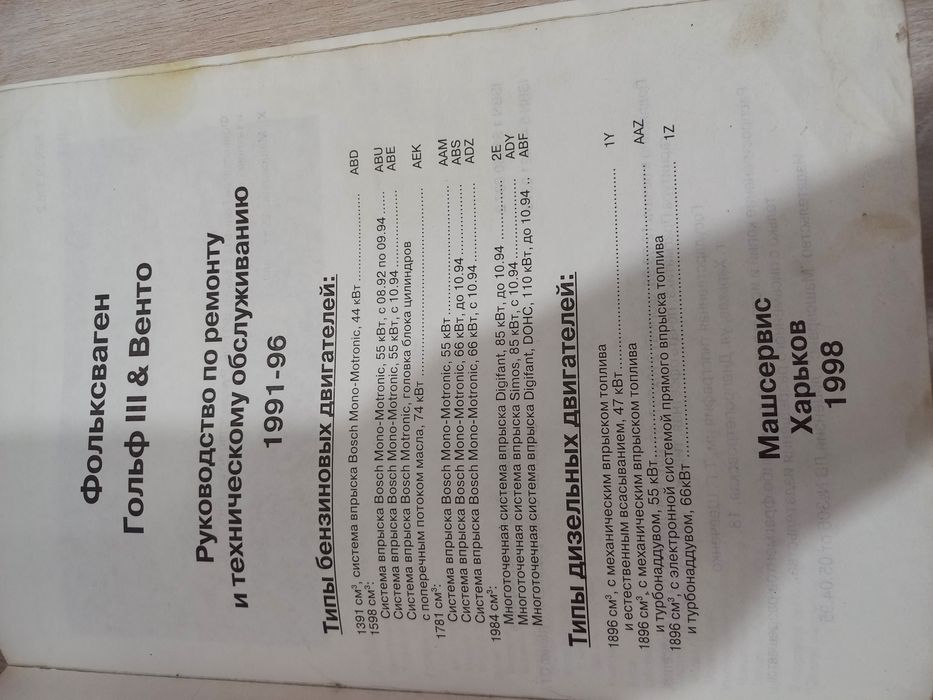 Фольксваген
Гольф III & Венто
Руководство по ремонту
и техническому обслуживанию
1991-96
Типы бензиновых двигателей:
1391 см³, система впрыска Bosch Mono-Motronic, 44 кВт ........ ABD
1598 см³:
Система впрыска Bosch Mono-Motronic, 55 кВт, с 08.92 по 09.94 ...... ABU
Система впрыска Bosch Mono-Motronic, 55 кВт, с 10.94 ........ ABE
Система впрыска Bosch Motronic, головка блока цилиндров
с поперечным потоком масла, 74 кВт ........ AEK
1781 см³:
Система впрыска Bosch Mono-Motronic, 55 кВт ........ AAM
Система впрыска Bosch Mono-Motronic, 66 кВт, до 10.94 ........ ABS
Система впрыска Bosch Mono-Motronic, 66 кВт, с 10.94 ........ ADZ
1984 см³:
Многоточечная система впрыска Digifant, 85 кВт, до 10.94 ........ 2E
Многоточечная система впрыска Simos, 85 кВт, с 10.94 ........ ADY
Многоточечная система впрыска Digifant, DOHC, 110 кВт, до 10.94 .. ABF
Типы дизельных двигателей:
1896 см³, с механическим впрыском топлива
и естественным всасыванием, 47 кВт ........ 1Y
1896 см³, с механическим впрыском топлива
и турбонаддувом, 55 кВт ........ AAZ
1896 см³, с электронной системой прямого впрыска топлива
и турбонаддувом, 66кВт ........ 1Z
Машсервис
Харьков
1998